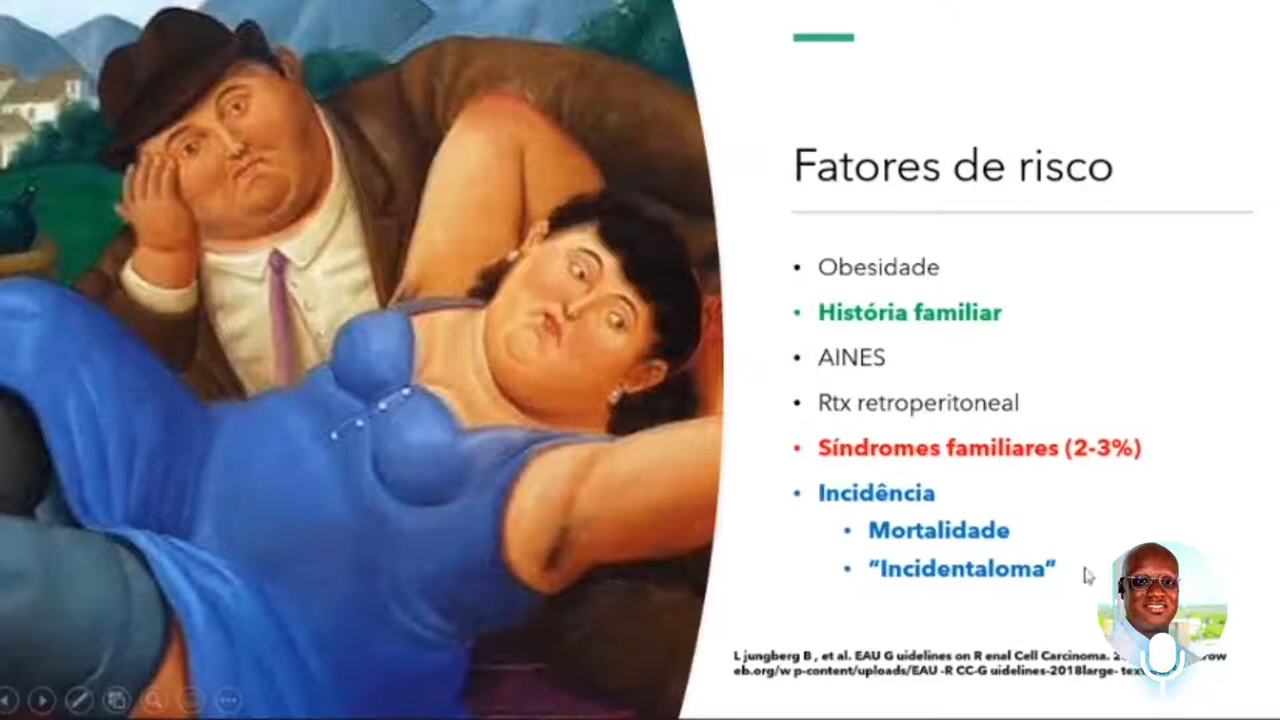 Fatores de risco
• Obesidade
• História familiar
• AINES
• Rtx retroperitoneal
• Síndromes familiares (2-3%)
• Incidência
• Mortalidade
• ”Incidentaloma”
L jungberg B , et al. EAU G uidelines on R enal Cell Carcinoma.
eb.org/w p-content/uploads/EAU -R CC-G uidelines-2018large-